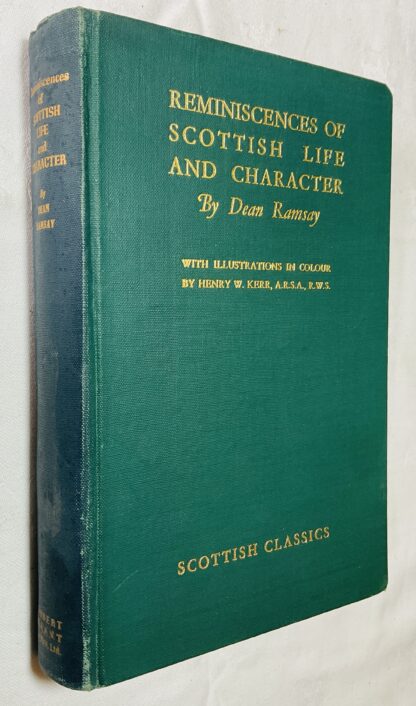 REMINISCENCES OF
SCOTTISH LIFE
AND CHARACTER
By Dean Ramsay
WITH ILLUSTRATIONS IN COLOUR
BY HENRY W. KERR, A.R.S.A., R.W.S.
SCOTTISH CLASSICS
Reminiscences
of
SCOTTISH
LIFE
and
CHARACTER
By
DEAN
RAMSAY
Ltd.